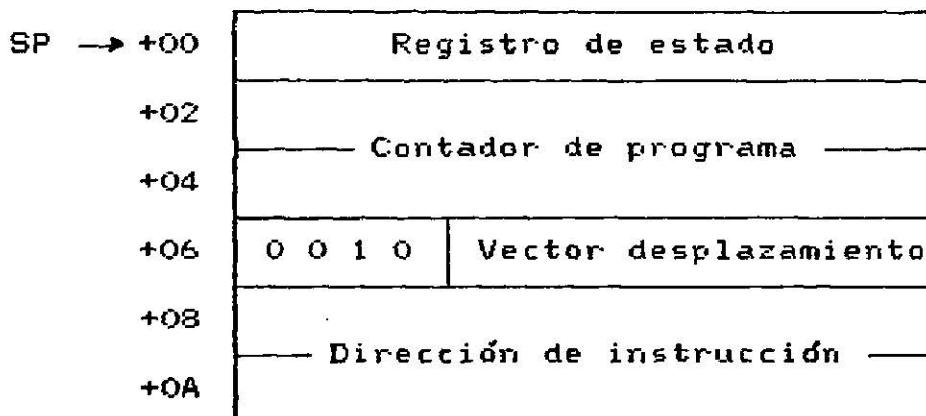 SP → +00 Registro de estado
+02
Contador de programa
+04
+06 0 0 1 0 Vector desplazamiento
+08
Dirección de instrucción
+0A